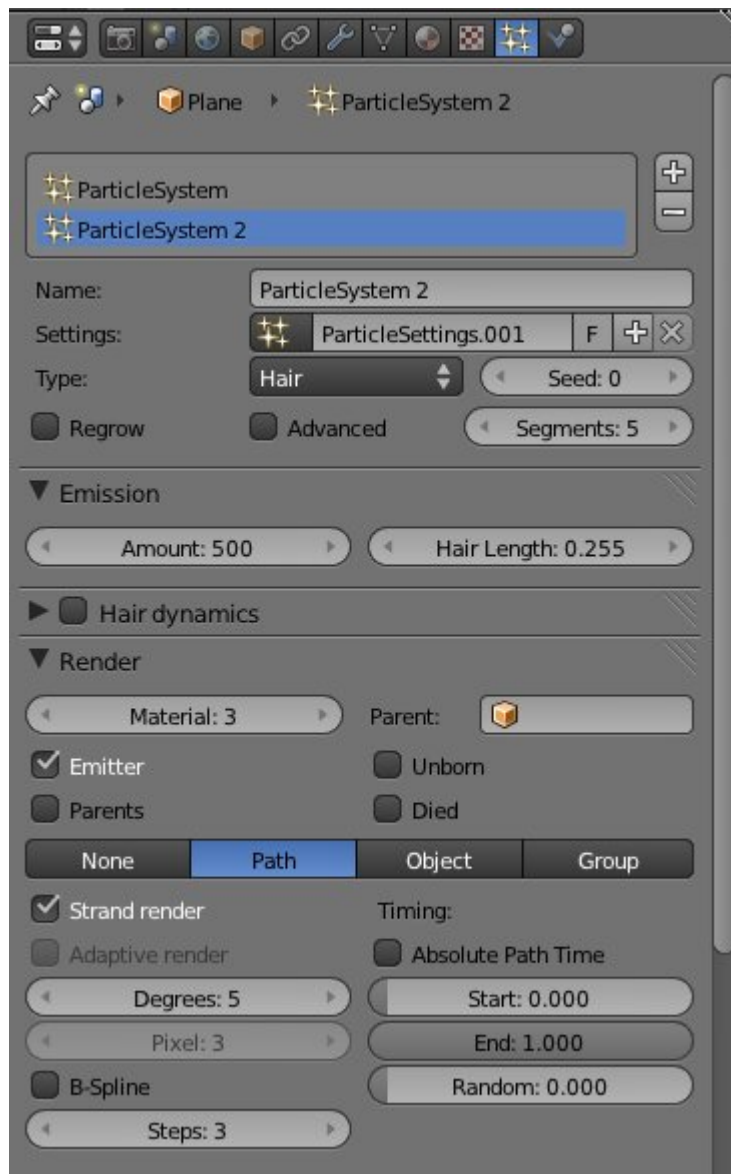 Plane ParticleSystem 2
ParticleSystem
ParticleSystem 2
Name: ParticleSystem 2
Settings: ParticleSettings.001 F
Type: Hair Seed: 0
Regrow Advanced Segments: 5
Emission
Amount: 500 Hair Length: 0.255
Hair dynamics
Render
Material: 3 Parent:
Emitter Unborn
Parents Died
None Path Object Group
Strand render Timing:
Adaptive render Absolute Path Time
Degrees: 5 Start: 0.000
Pixel: 3 End: 1.000
B-Spline Random: 0.000
Steps: 3